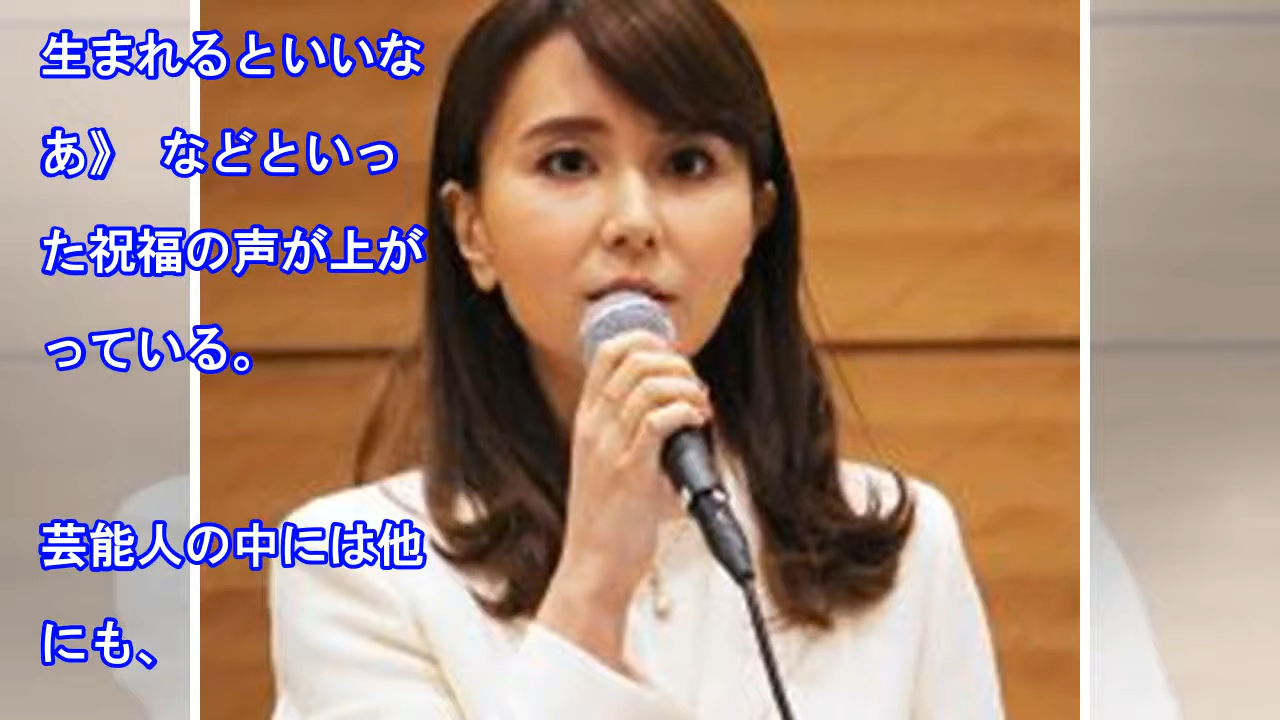 生まれるといいな
あ》 などといっ
た祝福の声が上が
っている。
芸能人の中には他
にも、